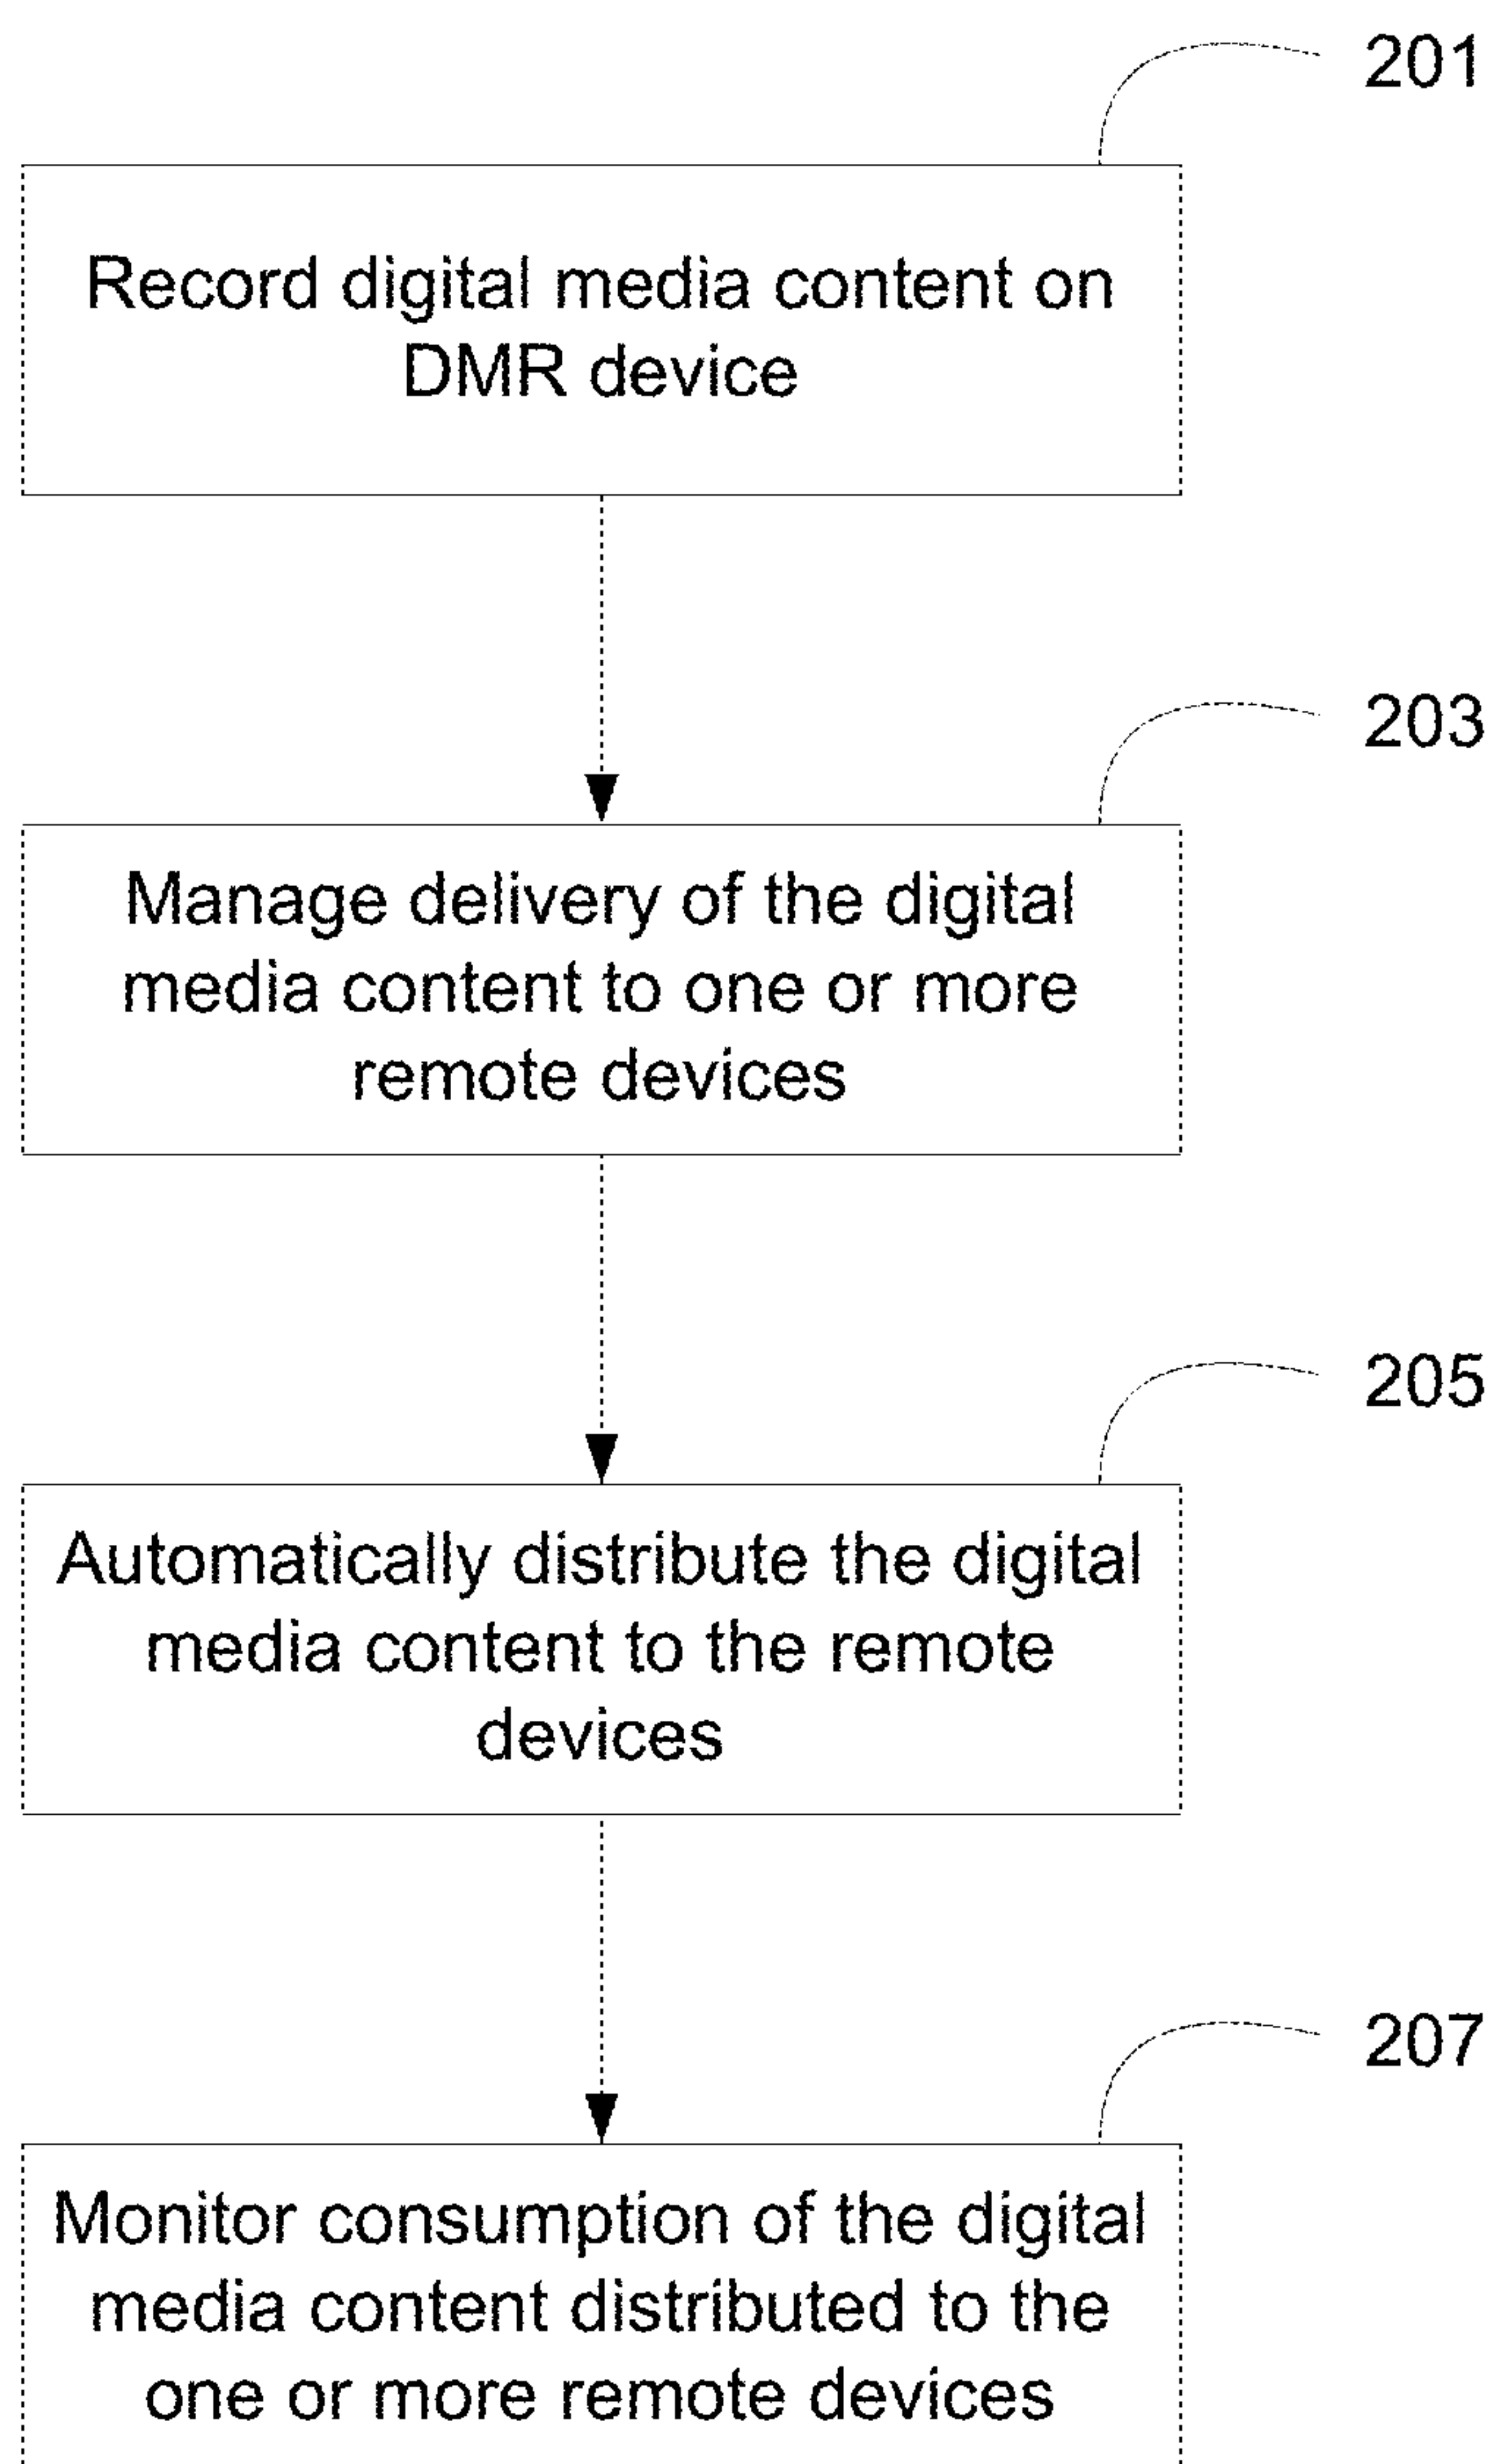 201
Record digital media content on
DMR device
203
Manage delivery of the digital
media content to one or more
remote devices
205
Automatically distribute the digital
media content to the remote
devices
207
Monitor consumption of the digital
media content distributed to the
one or more remote devices